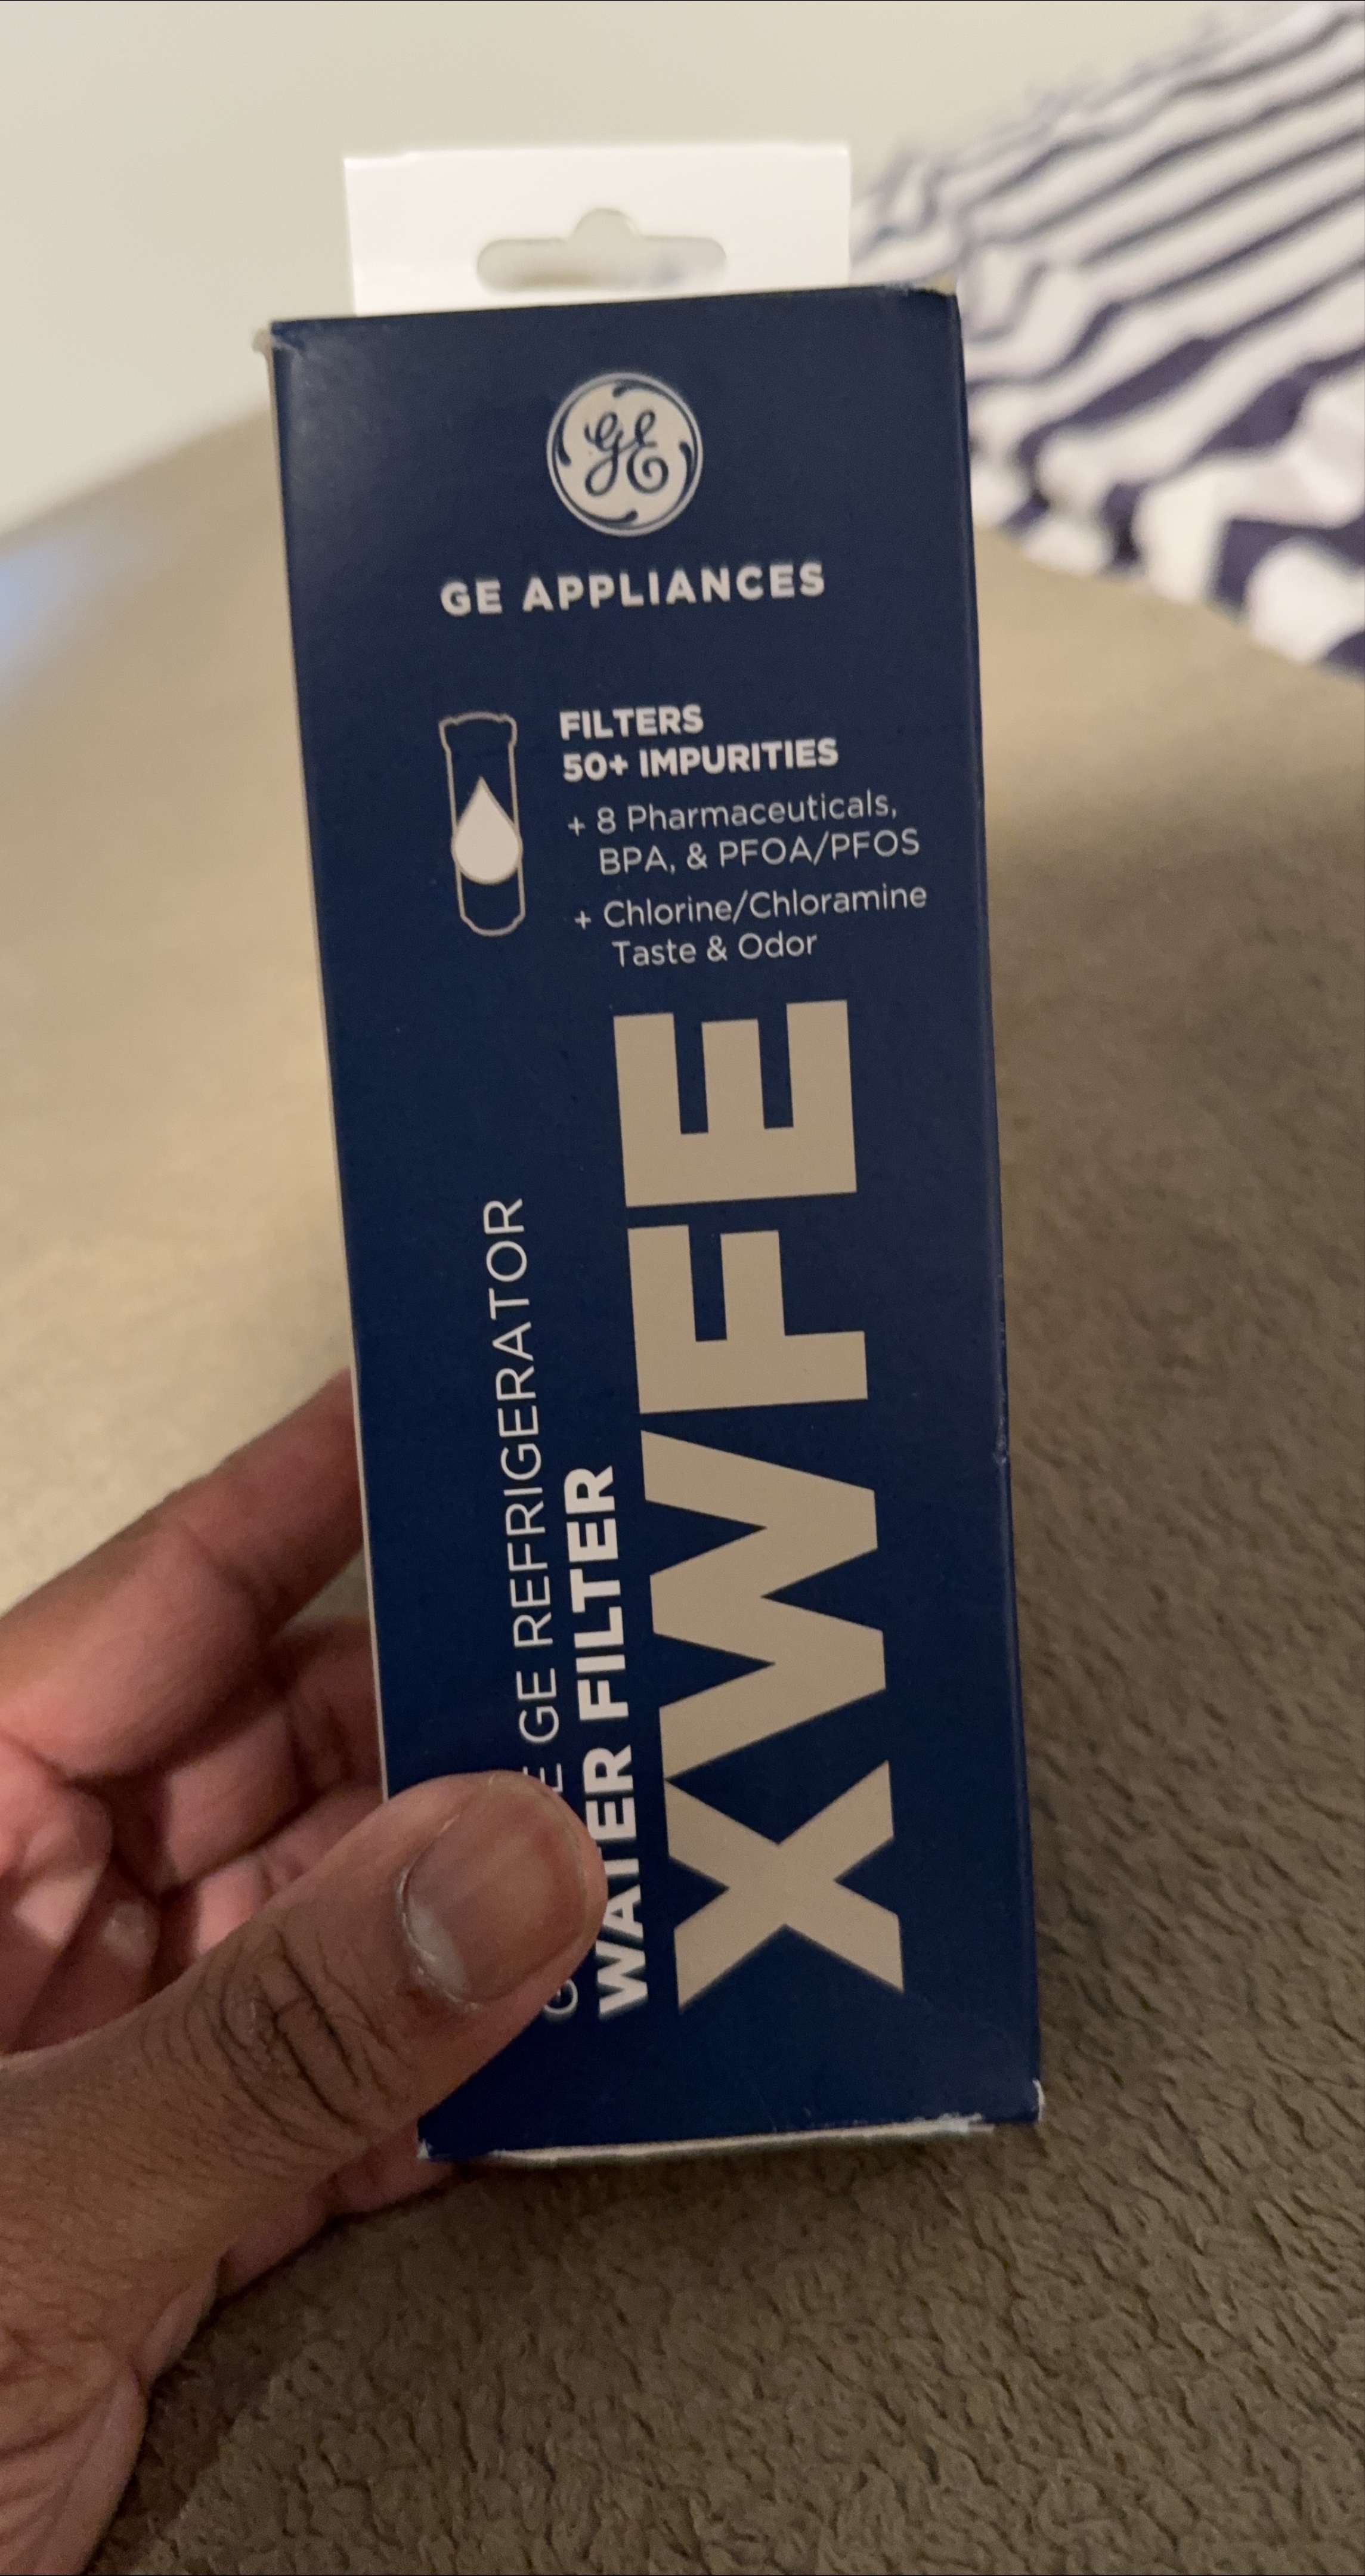 GE
GE APPLIANCES
FILTERS
50+ IMPURITIES
+ 8 Pharmaceuticals,
BPA, & PFOA/PFOS
+ Chlorine/Chloramine
Taste & Odor
GE REFRIGERATOR
WATER FILTER
XWFE